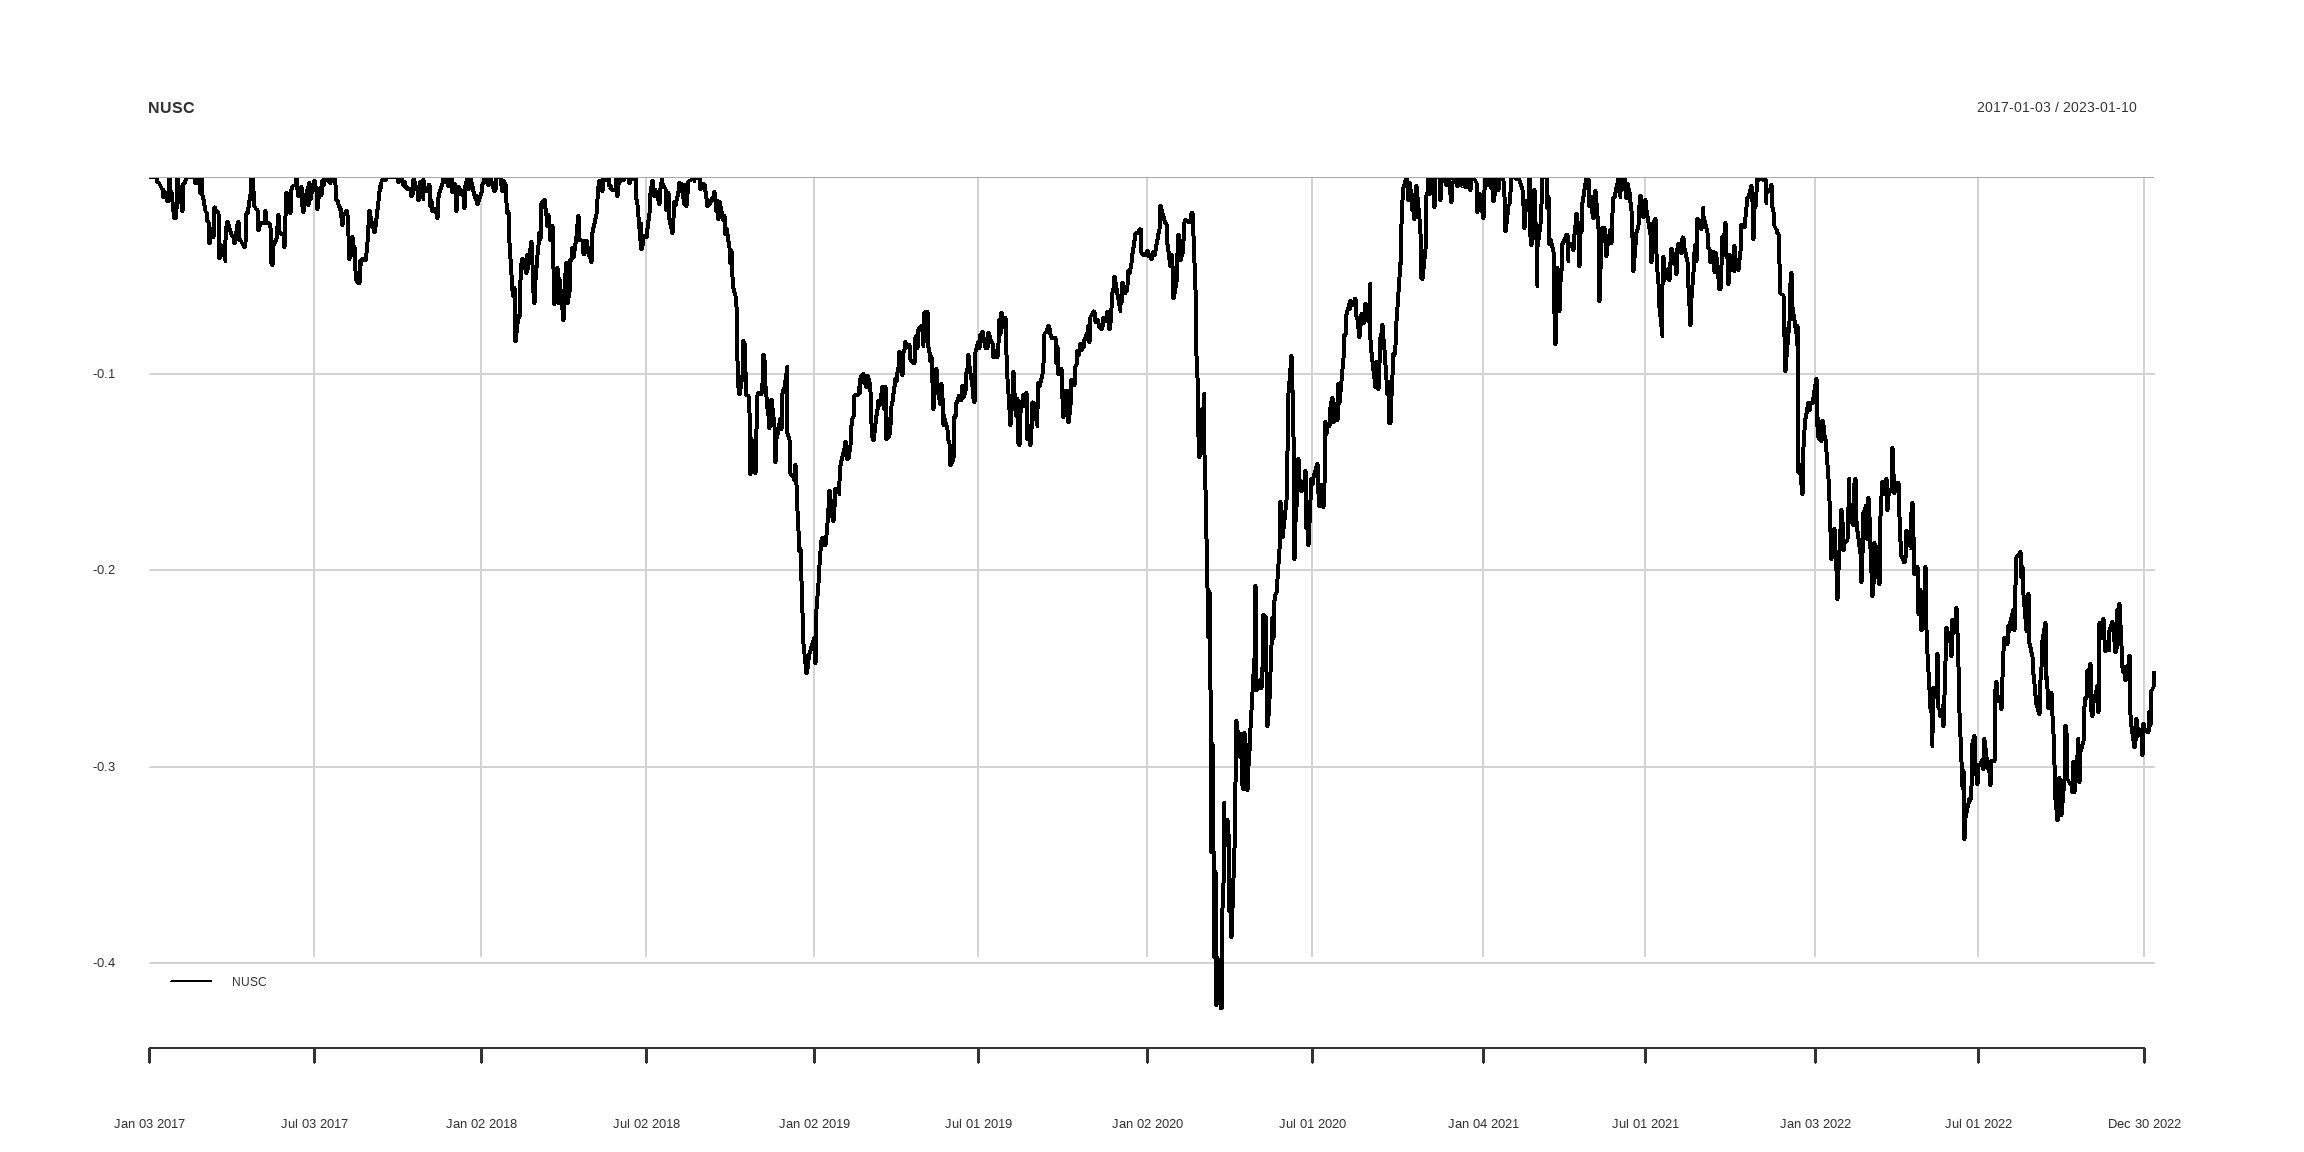 NUSC
2017-01-03 / 2023-01-10
-0.1
-0.2
-0.3
-0.4
NUSC
Jan 03 2017
Jul 03 2017
Jan 02 2018
Jul 02 2018
Jan 02 2019
Jul 01 2019
Jan 02 2020
Jul 01 2020
Jan 04 2021
Jul 01 2021
Jan 03 2022
Jul 01 2022
Dec 30 2022